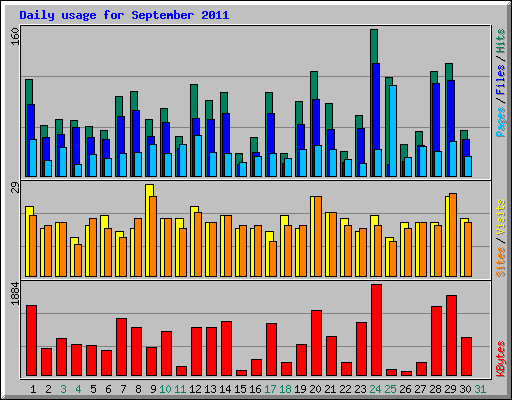 Daily usage for September 2011
160
Pages / Files / Hits
29
Sites / Visits
1884
KBytes
1 2 3 4 5 6 7 8 9 10 11 12 13 14 15 16 17 18 19 20 21 22 23 24 25 26 27 28 29 30 31